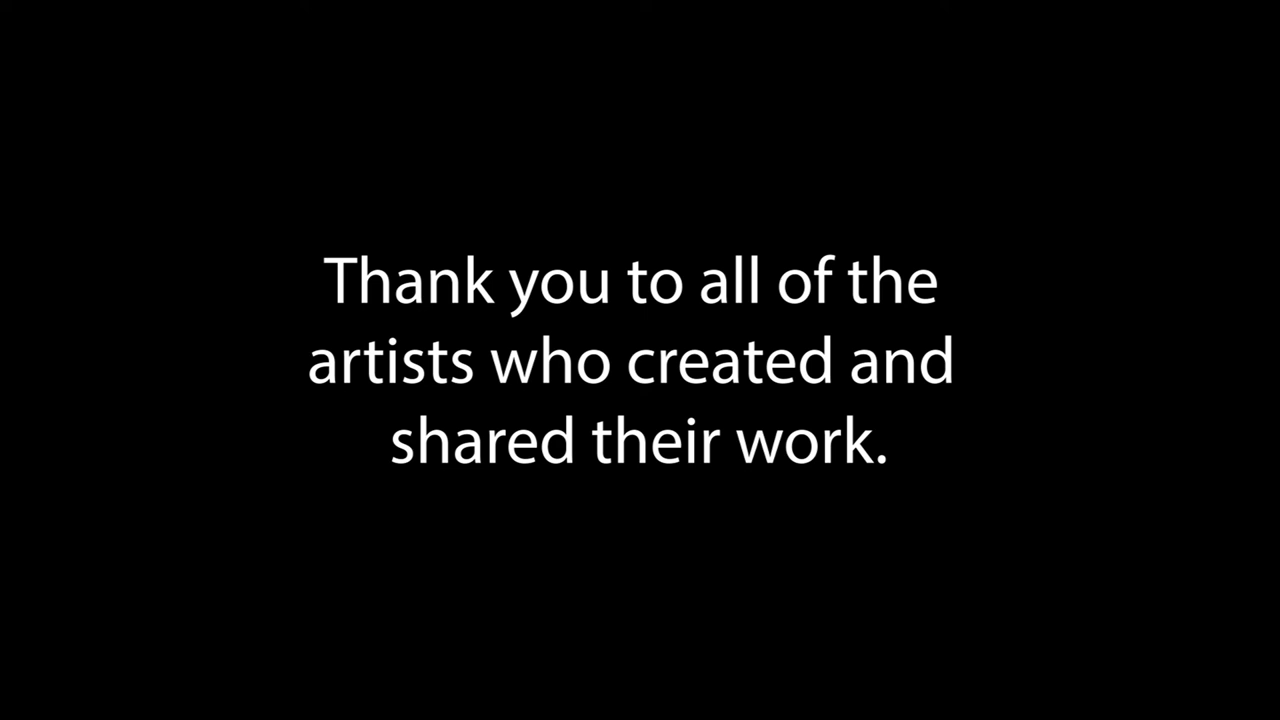 Thank you to all of the
artists who created and
shared their work.